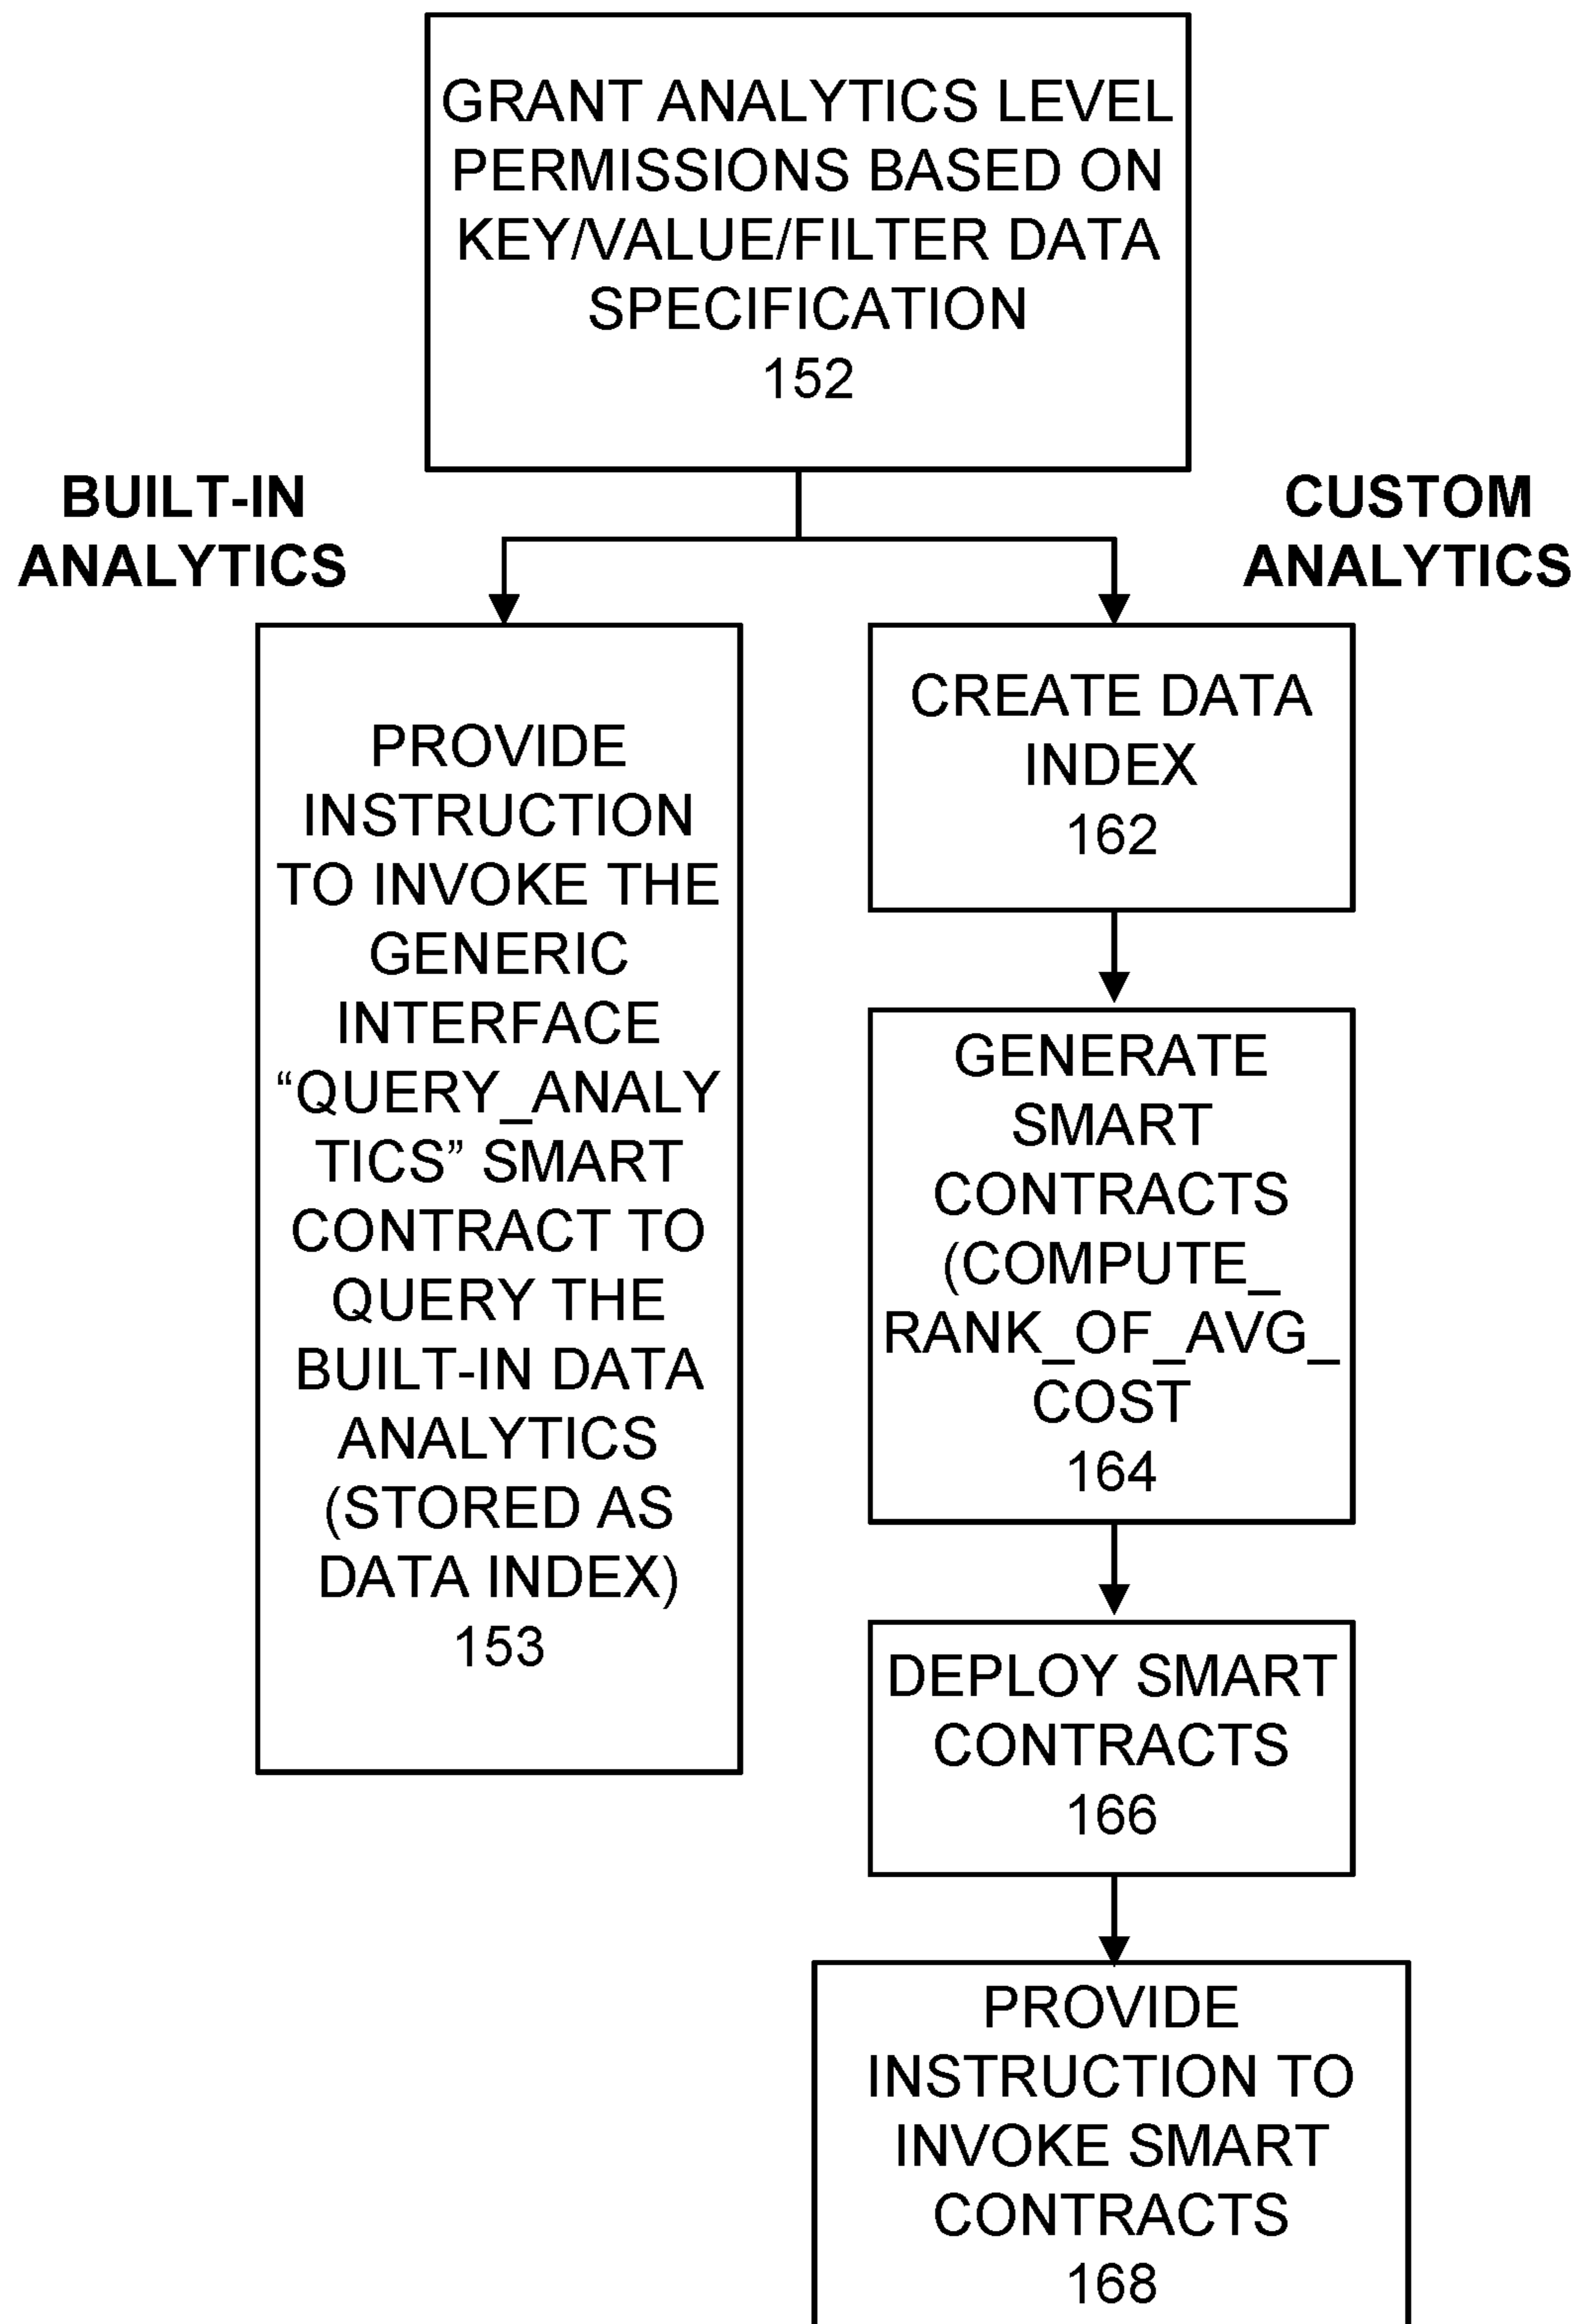 GRANT ANALYTICS LEVEL
PERMISSIONS BASED ON
KEY/VALUE/FILTER DATA
SPECIFICATION
152
BUILT-IN
ANALYTICS
CUSTOM
ANALYTICS
PROVIDE
INSTRUCTION
TO INVOKE THE
GENERIC
INTERFACE
“QUERY_ANALY
TICS” SMART
CONTRACT TO
QUERY THE
BUILT-IN DATA
ANALYTICS
(STORED AS
DATA INDEX)
153
CREATE DATA
INDEX
162
GENERATE
SMART
CONTRACTS
(COMPUTE_
RANK_OF_AVG_
COST
164
DEPLOY SMART
CONTRACTS
166
PROVIDE
INSTRUCTION TO
INVOKE SMART
CONTRACTS
168